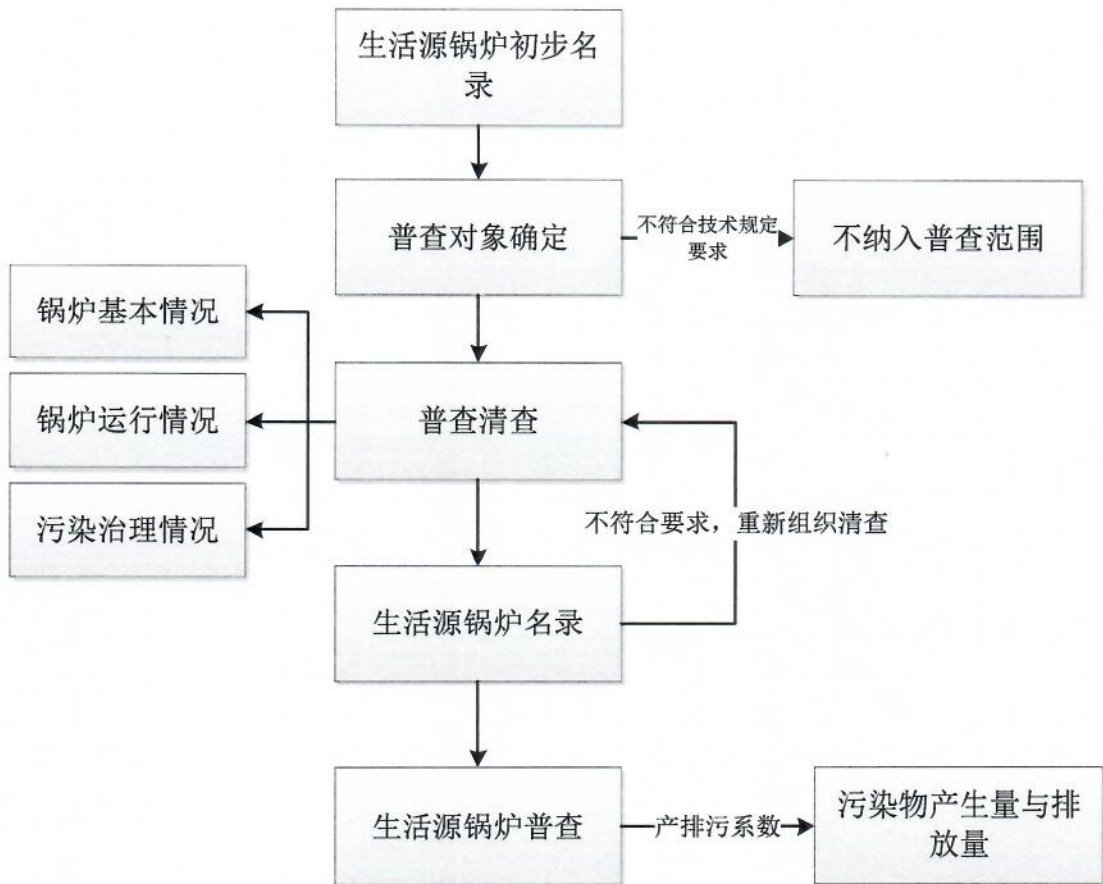 生活源锅炉初步名
录
普查对象确定
不符合技术规定
要求
不纳入普查范围
锅炉基本情况
锅炉运行情况
污染治理情况
普查清查
不符合要求，重新组织清查
生活源锅炉名录
生活源锅炉普查
产排污系数
污染物产生量与排
放量